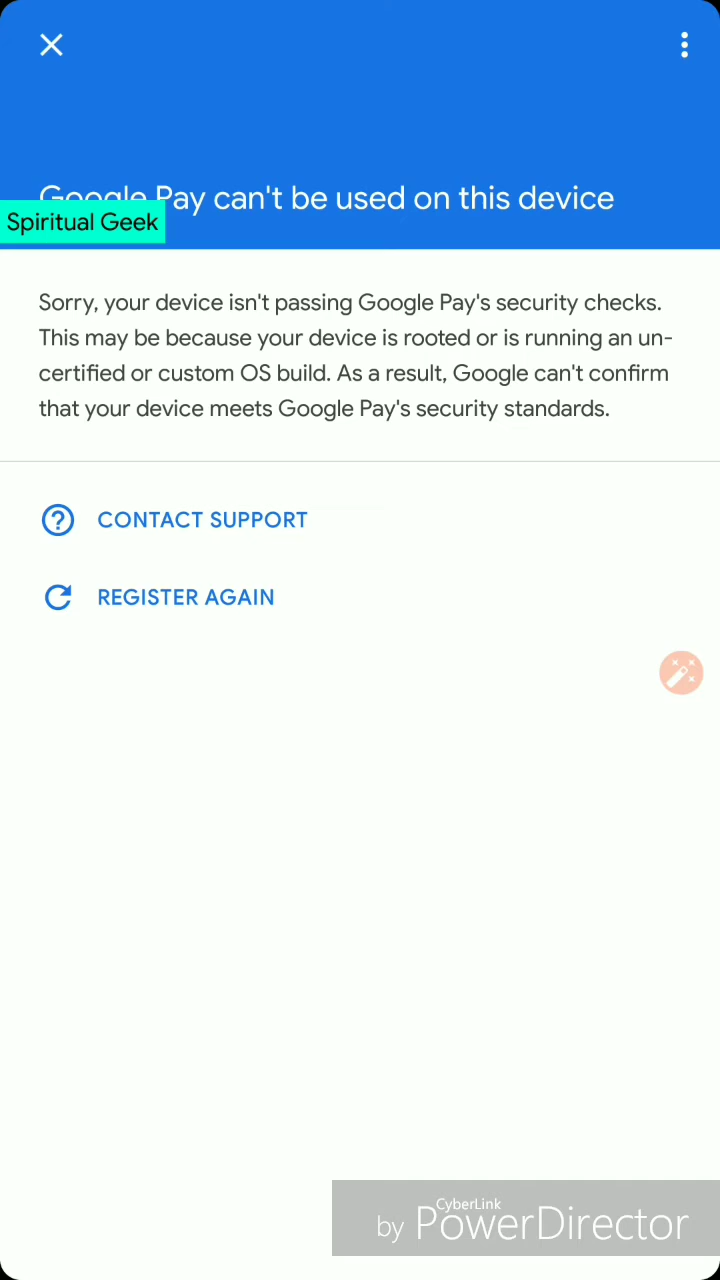 Google Pay can't be used on this device
Spiritual Geek
Sorry, your device isn't passing Google Pay's security checks.
This may be because your device is rooted or is running an un-
certified or custom OS build. As a result, Google can't confirm
that your device meets Google Pay's security standards.
CONTACT SUPPORT
REGISTER AGAIN
CyberLink
by PowerDirector